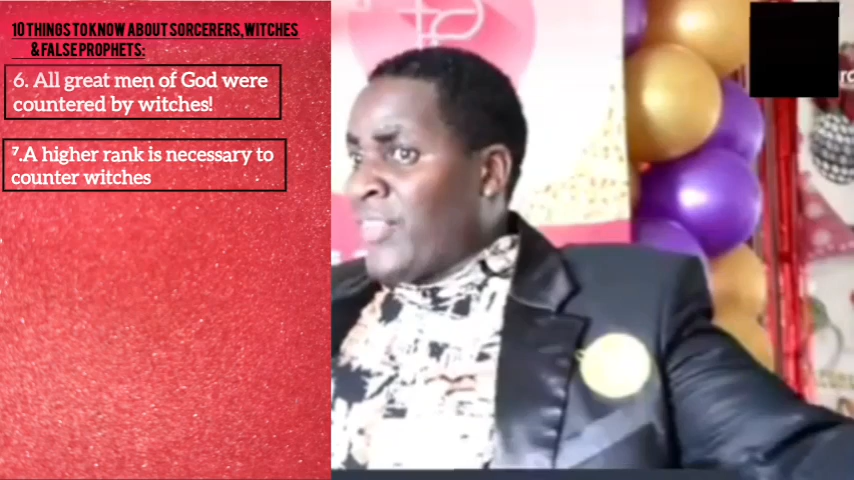 10 THINGS TO KNOW ABOUT SORCERERS, WITCHES
& FALSE PROPHETS:
6. All great men of God were
countered by witches!
7.A higher rank is necessary to
counter witches